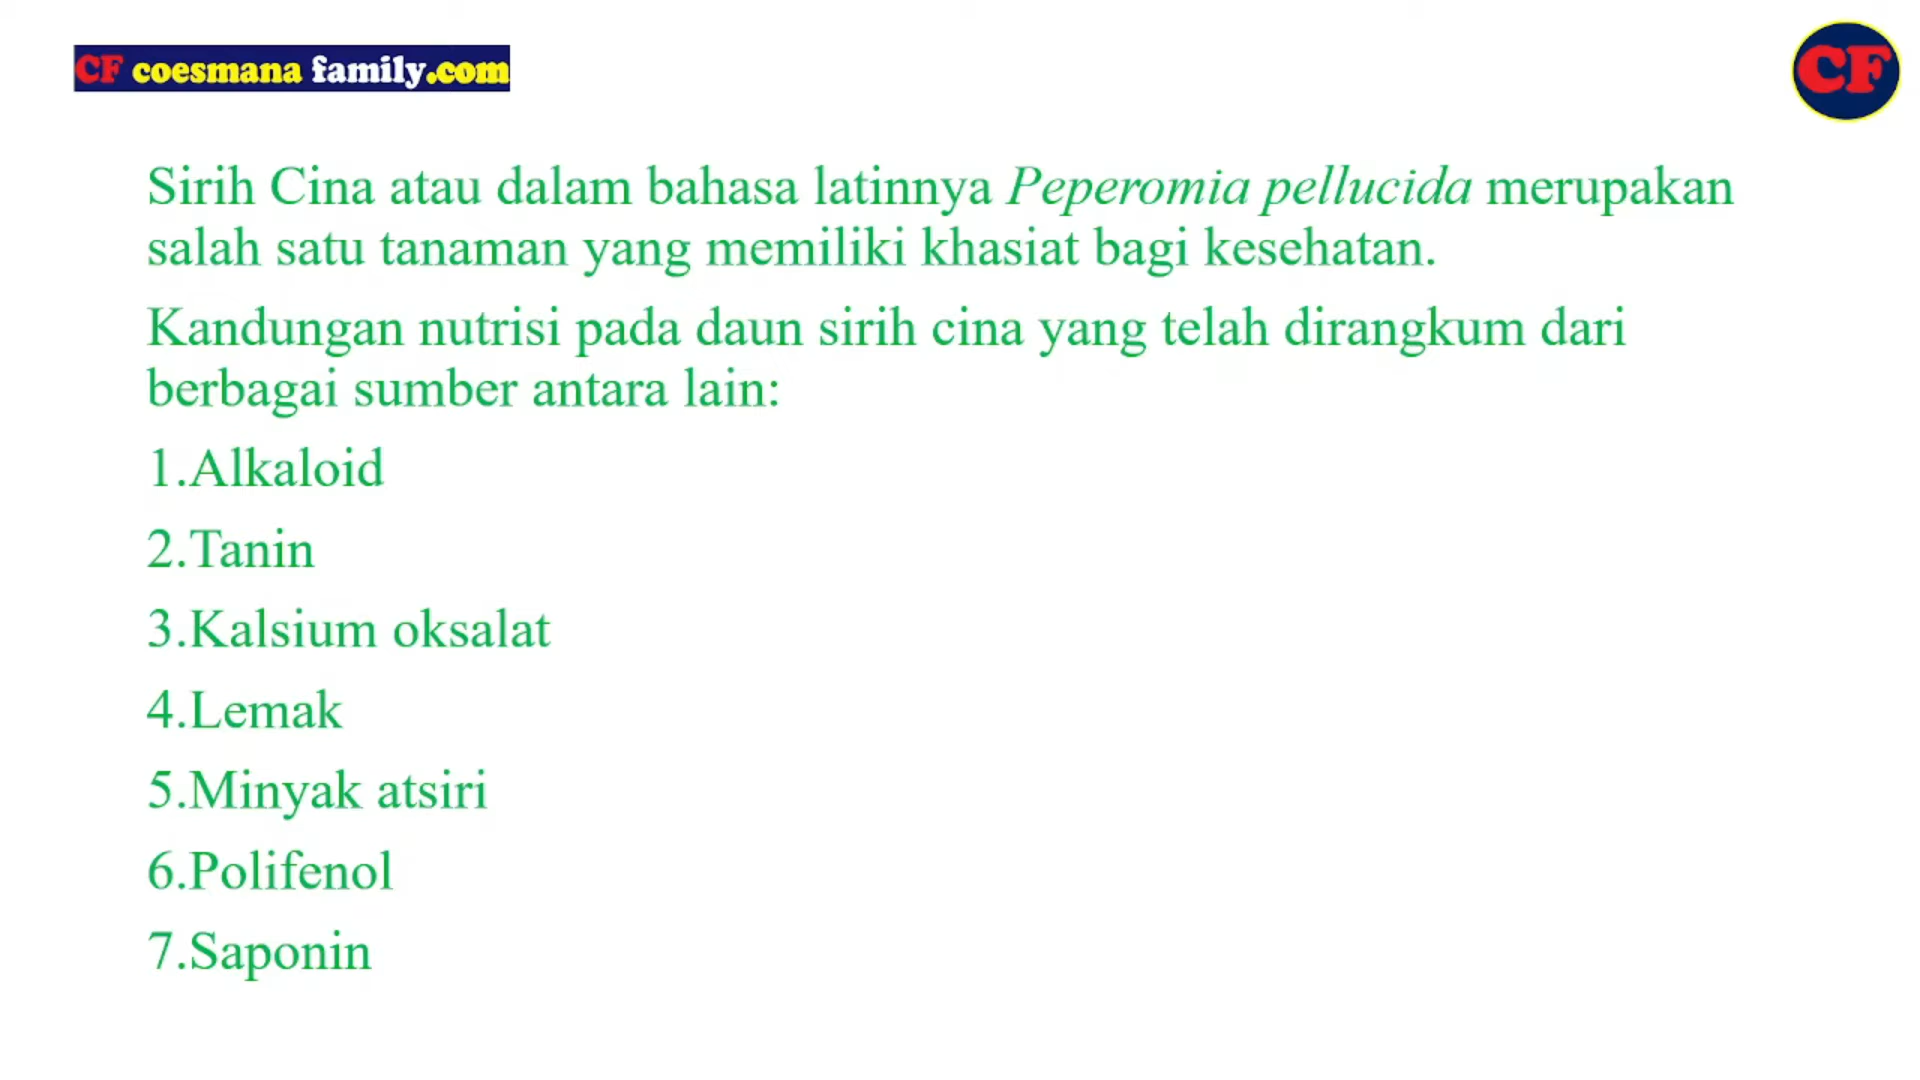 CF coesmana family.com
CF
Sirih Cina atau dalam bahasa latinnya Peperomia pellucida merupakan
salah satu tanaman yang memiliki khasiat bagi kesehatan.
Kandungan nutrisi pada daun sirih cina yang telah dirangkum dari
berbagai sumber antara lain:
1.Alkaloid
2.Tanin
3.Kalsium oksalat
4.Lemak
5.Minyak atsiri
6.Polifenol
7.Saponin